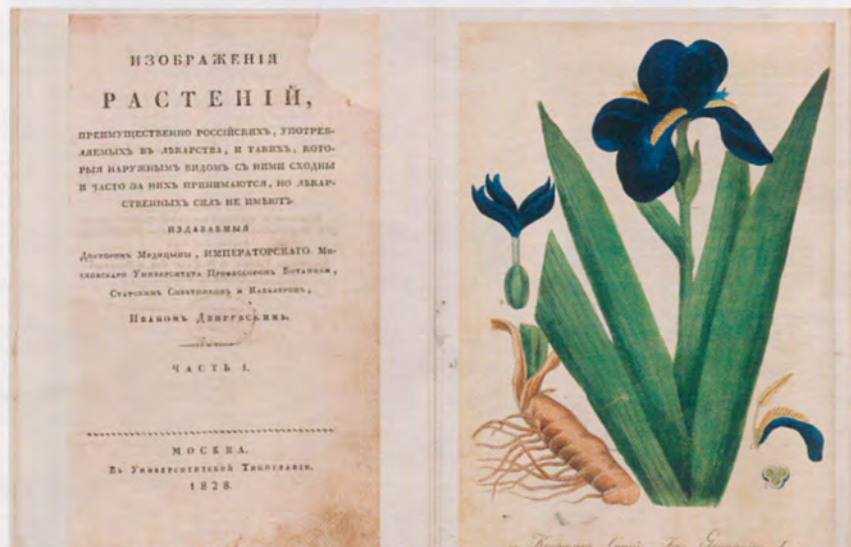 ИЗОБРАЖЕНІЯ
РАСТЕНІЙ,
ПРЕИМУЩЕСТВЕННО РОССІЙСКИХЪ, УПОТРЕБ-
ЛЯЕМЫХЪ ВЪ ЛѢКАРСТВА, И ТАКИХЪ, КОТО-
РЫЯ НАРУЖНЫМЪ ВИДОМЪ СЪ НИМИ СХОДНЫ
И ЧАСТО ЗА НИХЪ ПРИНИМАЮТСЯ, НО ЛѢКАР-
СТВЕННЫХЪ СИЛЪ НЕ ИМѢЮТЪ
ИЗДАВАЕМЫЯ
Докторомъ Медицины, ИМПЕРАТОРСКАГО Мо-
сковскаго Университета Профессоромъ Ботаники,
Статскимъ Совѣтникомъ и Кавалеромъ,
Иваномъ Двигубскимъ.
ЧАСТЬ I.
МОСКВА.
Въ Университетской Типографіи.
1828.